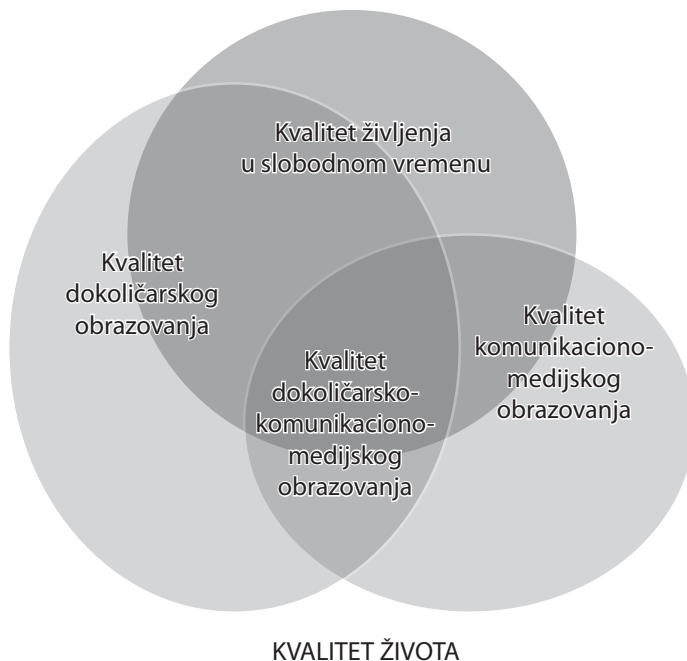 Kvalitet življenja
u slobodnom vremenu
Kvalitet
dokoličarskog
obrazovanja
Kvalitet
komunikaciono-
medijskog
obrazovanja
Kvalitet
dokoličarsko-
komunikaciono-
medijskog
obrazovanja
KVALITET ŽIVOTA